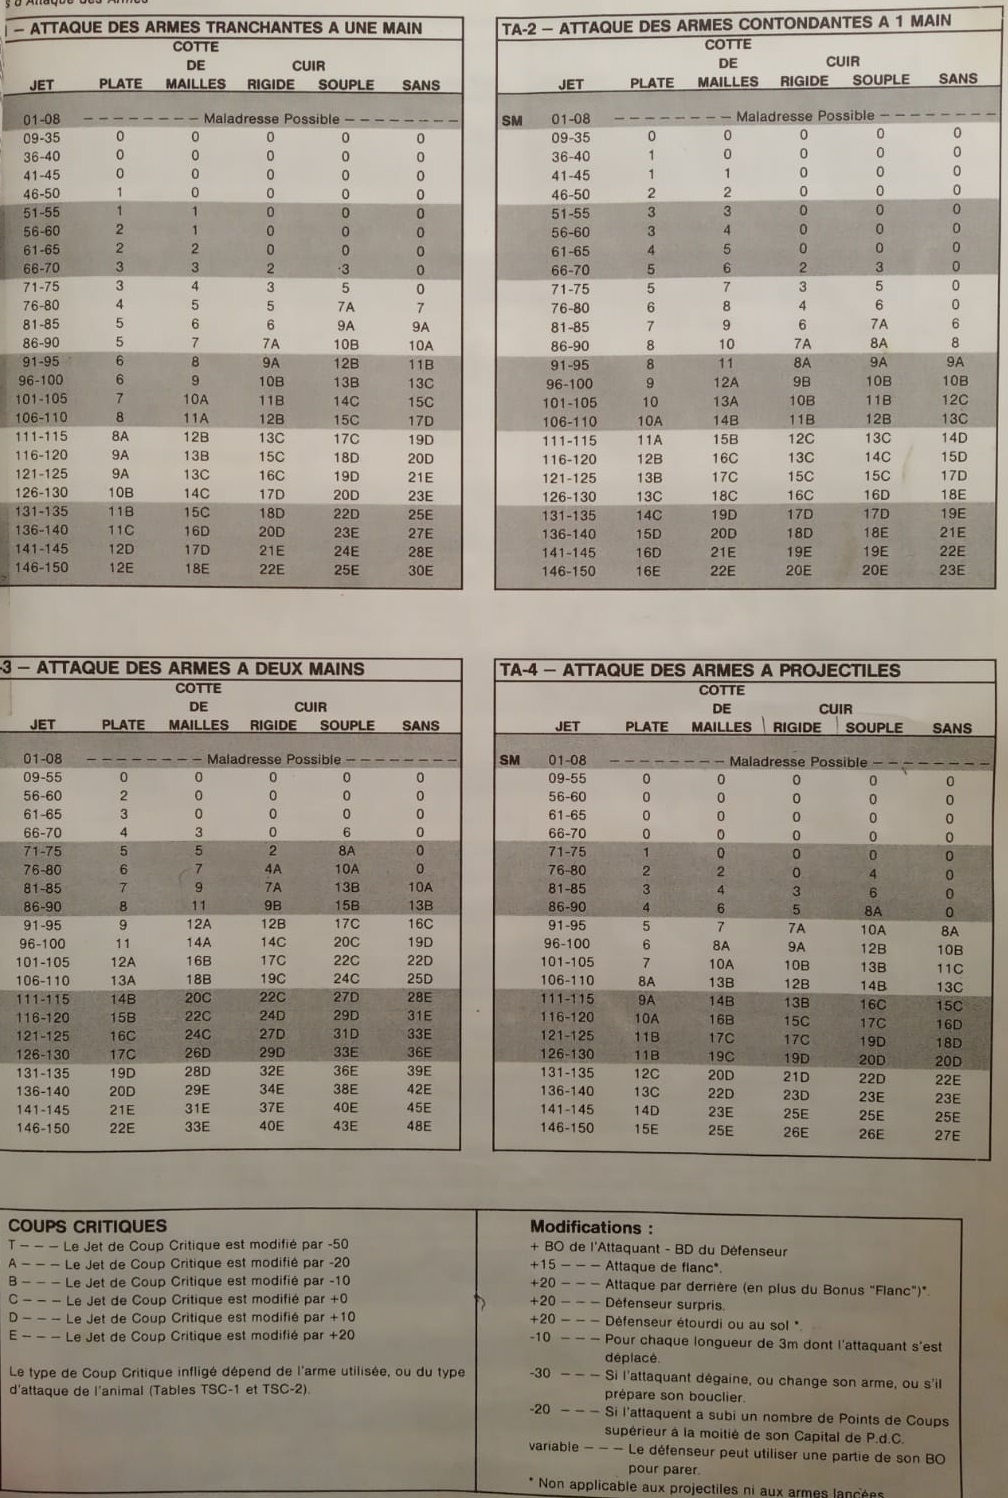 s d'Attaque des Armes
– ATTAQUE DES ARMES TRANCHANTES A UNE MAIN
COTTE
DE CUIR
JET PLATE MAILLES RIGIDE SOUPLE SANS
01-08 – – – – – – – – Maladresse Possible – – – – – – – –
09-35 0 0 0 0 0
36-40 0 0 0 0 0
41-45 0 0 0 0 0
46-50 1 0 0 0 0
51-55 1 1 0 0 0
56-60 2 1 0 0 0
61-65 2 2 0 0 0
66-70 3 3 2 3 0
71-75 3 4 3 5 0
76-80 4 5 5 7A 7
81-85 5 6 6 9A 9A
86-90 5 7 7A 10B 10A
91-95 6 8 9A 12B 11B
96-100 6 9 10B 13B 13C
101-105 7 10A 11B 14C 15C
106-110 8 11A 12B 15C 17D
111-115 8A 12B 13C 17C 19D
116-120 9A 13B 15C 18D 20D
121-125 9A 13C 16C 19D 21E
126-130 10B 14C 17D 20D 23E
131-135 11B 15C 18D 22D 25E
136-140 11C 16D 20D 23E 27E
141-145 12D 17D 21E 24E 28E
146-150 12E 18E 22E 25E 30E
TA-2 – ATTAQUE DES ARMES CONTONDANTES A 1 MAIN
COTTE
DE CUIR
JET PLATE MAILLES RIGIDE SOUPLE SANS
SM 01-08 – – – – – – – – Maladresse Possible – – – – – – – –
09-35 0 0 0 0 0
36-40 1 0 0 0 0
41-45 1 1 0 0 0
46-50 2 2 0 0 0
51-55 3 3 0 0 0
56-60 3 4 0 0 0
61-65 4 5 0 0 0
66-70 5 6 2 3 0
71-75 5 7 3 5 0
76-80 6 8 4 6 0
81-85 7 9 6 7A 6
86-90 8 10 7A 8A 8
91-95 8 11 8A 9A 9A
96-100 9 12A 9B 10B 10B
101-105 10 13A 10B 11B 12C
106-110 10A 14B 11B 12B 13C
111-115 11A 15B 12C 13C 14D
116-120 12B 16C 13C 14C 15D
121-125 13B 17C 15C 15C 17D
126-130 13C 18C 16C 16D 18E
131-135 14C 19D 17D 17D 19E
136-140 15D 20D 18D 18E 21E
141-145 16D 21E 19E 19E 22E
146-150 16E 22E 20E 20E 23E
-3 – ATTAQUE DES ARMES A DEUX MAINS
COTTE
DE CUIR
JET PLATE MAILLES RIGIDE SOUPLE SANS
01-08 – – – – – – – – Maladresse Possible – – – – – – – –
09-55 0 0 0 0 0
56-60 2 0 0 0 0
61-65 3 0 0 0 0
66-70 4 3 0 6 0
71-75 5 5 2 8A 0
76-80 6 7 4A 10A 0
81-85 7 9 7A 13B 10A
86-90 8 11 9B 15B 13B
91-95 9 12A 12B 17C 16C
96-100 11 14A 14C 20C 19D
101-105 12A 16B 17C 22C 22D
106-110 13A 18B 19C 24C 25D
111-115 14B 20C 22C 27D 28E
116-120 15B 22C 24D 29D 31E
121-125 16C 24C 27D 31D 33E
126-130 17C 26D 29D 33E 36E
131-135 19D 28D 32E 36E 39E
136-140 20D 29E 34E 38E 42E
141-145 21E 31E 37E 40E 45E
146-150 22E 33E 40E 43E 48E
TA-4 – ATTAQUE DES ARMES A PROJECTILES
COTTE
DE CUIR
JET PLATE MAILLES RIGIDE SOUPLE SANS
SM 01-08 – – – – – – – – Maladresse Possible – – – – – – – –
09-55 0 0 0 0 0
56-60 0 0 0 0 0
61-65 0 0 0 0 0
66-70 0 0 0 0 0
71-75 1 0 0 0 0
76-80 2 2 0 4 0
81-85 3 4 3 6 0
86-90 4 6 5 8A 0
91-95 5 7 7A 10A 8A
96-100 6 8A 9A 12B 10B
101-105 7 10A 10B 13B 11C
106-110 8A 13B 12B 14B 13C
111-115 9A 14B 13B 16C 15C
116-120 10A 16B 15C 17C 16D
121-125 11B 17C 17C 19D 18D
126-130 11B 19C 19D 20D 20D
131-135 12C 20D 21D 22D 22E
136-140 13C 22D 23D 23E 23E
141-145 14D 23E 25E 25E 25E
146-150 15E 25E 26E 26E 27E
COUPS CRITIQUES
T – – – Le Jet de Coup Critique est modifié par -50
A – – – Le Jet de Coup Critique est modifié par -20
B – – – Le Jet de Coup Critique est modifié par -10
C – – – Le Jet de Coup Critique est modifié par +0
D – – – Le Jet de Coup Critique est modifié par +10
E – – – Le Jet de Coup Critique est modifié par +20
Le type de Coup Critique infligé dépend de l'arme utilisée, ou du type
d'attaque de l'animal (Tables TSC-1 et TSC-2).
Modifications :
+ BO de l'Attaquant - BD du Défenseur
+15 – – – Attaque de flanc*.
+20 – – – Attaque par derrière (en plus du Bonus "Flanc")*.
+20 – – – Défenseur surpris.
+20 – – – Défenseur étourdi ou au sol *.
-10 – – – Pour chaque longueur de 3m dont l'attaquant s'est
déplacé.
-30 – – – Si l'attaquant dégaine, ou change son arme, ou s'il
prépare son bouclier.
-20 – – – Si l'attaquent a subi un nombre de Points de Coups
supérieur à la moitié de son Capital de P.d.C.
variable – – – Le défenseur peut utiliser une partie de son BO
pour parer.
* Non applicable aux projectiles ni aux armes lancées